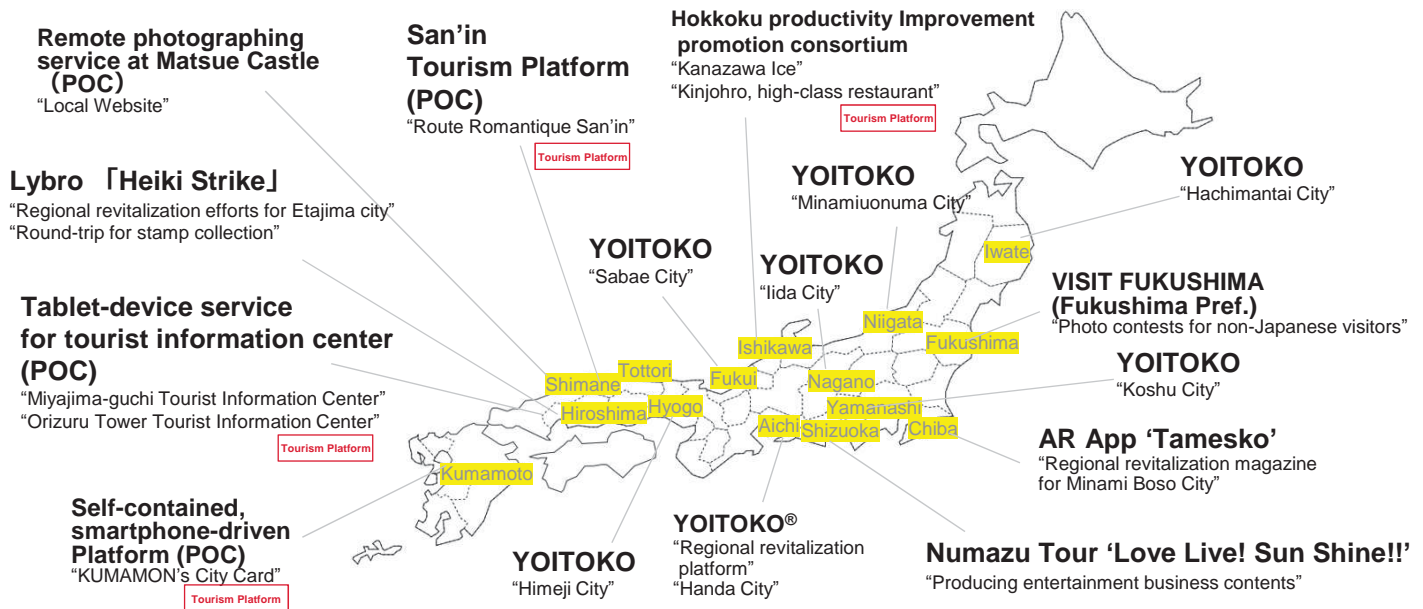 Remote photographing
service at Matsue Castle
（POC）
“Local Website”
San’in
Tourism Platform
(POC)
“Route Romantique San’in”
Tourism Platform
Hokkoku productivity Improvement
promotion consortium
“Kanazawa Ice”
“Kinjohro, high-class restaurant”
Tourism Platform
Lybro 「Heiki Strike」
“Regional revitalization efforts for Etajima city”
“Round-trip for stamp collection”
YOITOKO
“Minamiuonuma City”
YOITOKO
“Hachimantai City”
YOITOKO
“Sabae City”
YOITOKO
“Iida City”
Iwate
VISIT FUKUSHIMA
(Fukushima Pref.)
“Photo contests for non-Japanese visitors”
Tablet-device service
for tourist information center
(POC)
“Miyajima-guchi Tourist Information Center”
“Orizuru Tower Tourist Information Center”
Tourism Platform
Niigata
Fukushima
Ishikawa
Tottori
Shimane
Fukui
Nagano
YOITOKO
“Koshu City”
Hiroshima
Hyogo
Yamanashi
Aichi
Shizuoka
Chiba
AR App ‘Tamesko’
“Regional revitalization magazine
for Minami Boso City”
Kumamoto
Self-contained,
smartphone-driven
Platform (POC)
“KUMAMON’s City Card”
Tourism Platform
YOITOKO
“Himeji City”
YOITOKO®
“Regional revitalization
platform”
“Handa City”
Numazu Tour ‘Love Live! Sun Shine!!’
“Producing entertainment business contents”